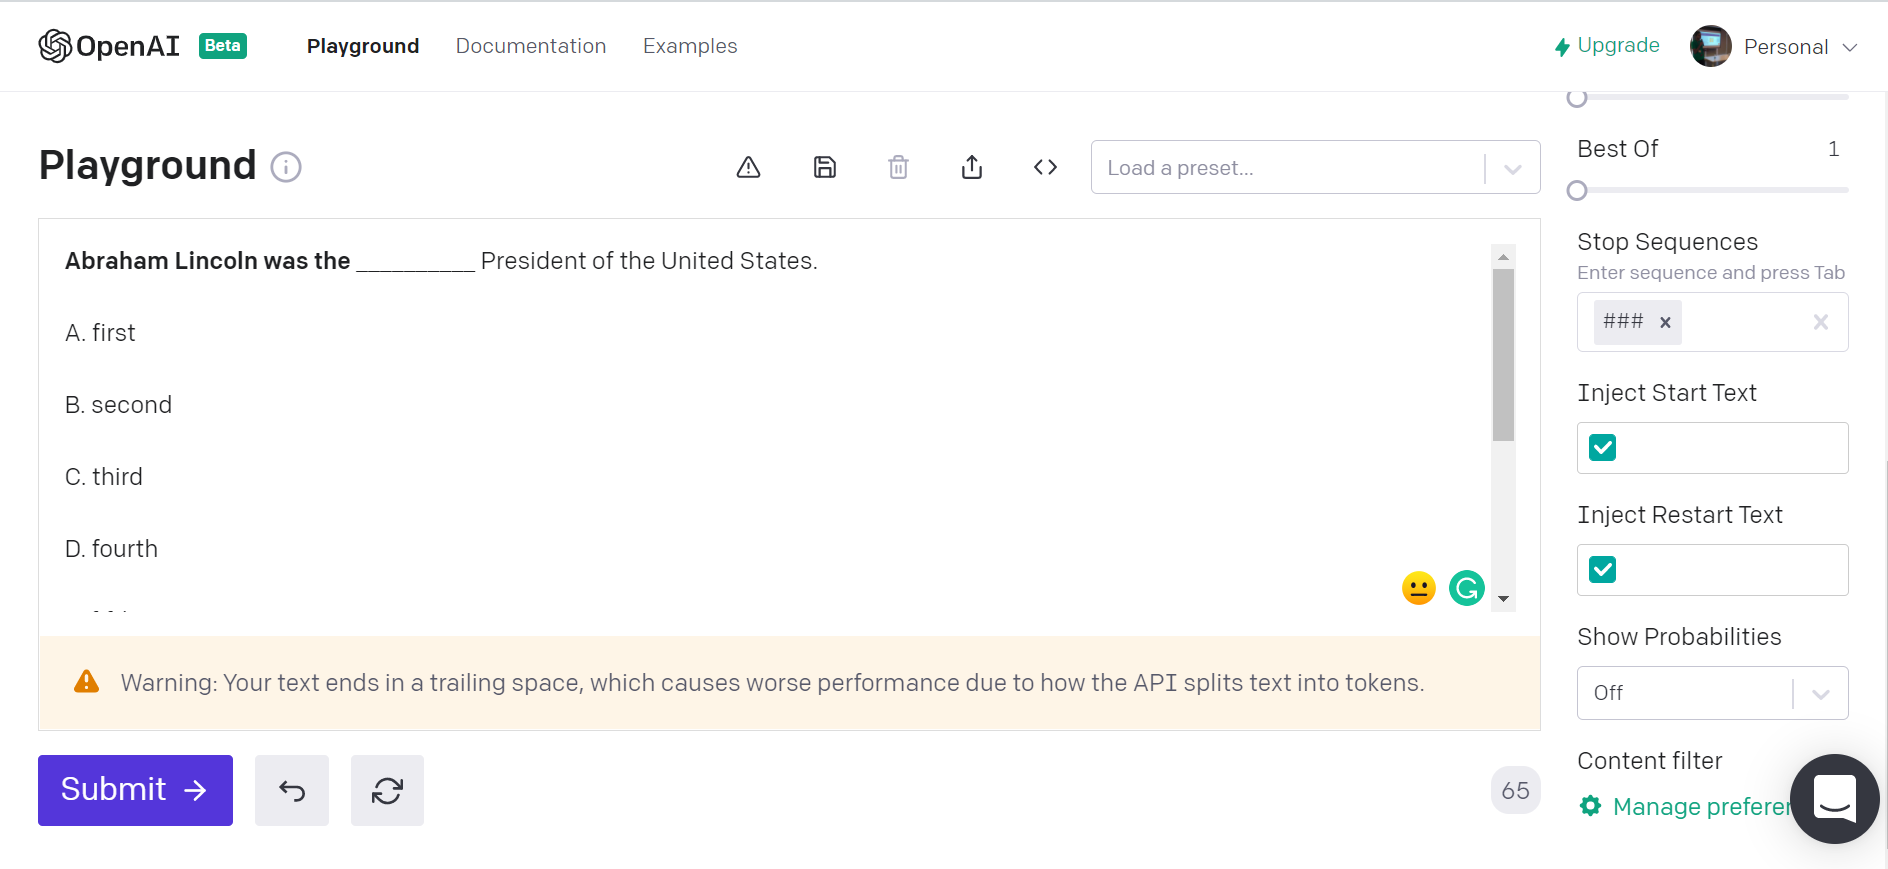 OpenAI Beta Playground Documentation Examples Upgrade Personal
Playground
Load a preset...
Abraham Lincoln was the __________ President of the United States.
A. first
B. second
C. third
D. fourth
Warning: Your text ends in a trailing space, which causes worse performance due to how the API splits text into tokens.
Submit
65
Best Of 1
Stop Sequences
Enter sequence and press Tab
###
Inject Start Text
Inject Restart Text
Show Probabilities
Off
Content filter
Manage